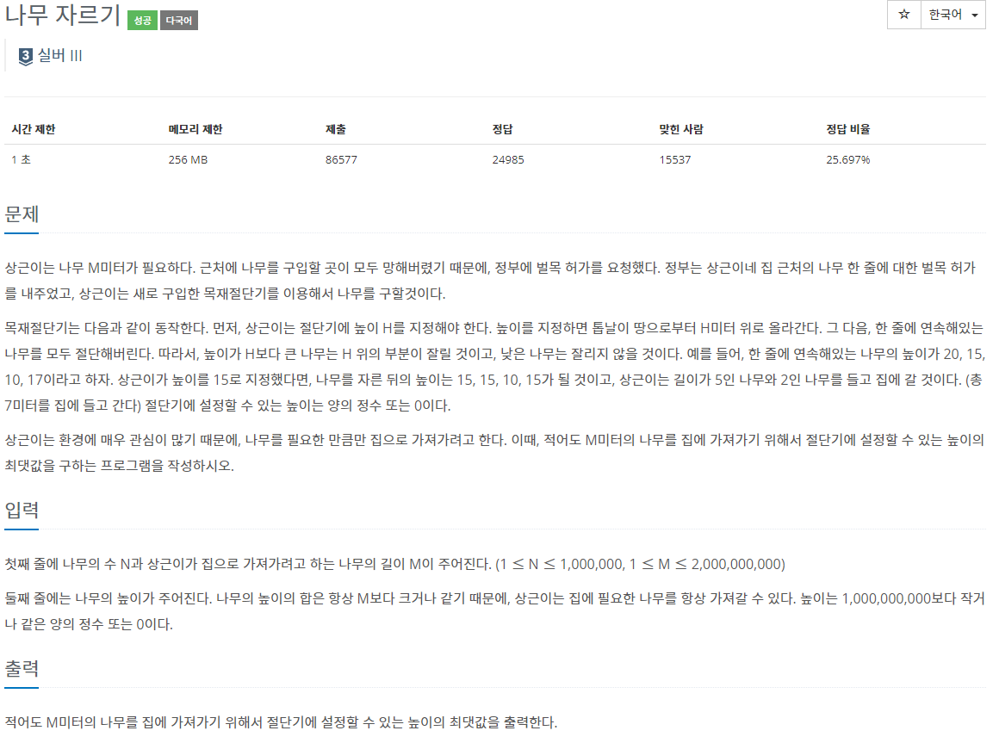 나무 자르기 성공 다국어
☆ 한국어
3 실버 III
시간 제한 메모리 제한 제출 정답 맞힌 사람 정답 비율
1 초 256 MB 86577 24985 15537 25.697%
문제
상근이는 나무 M미터가 필요하다. 근처에 나무를 구입할 곳이 모두 망해버렸기 때문에, 정부에 벌목 허가를 요청했다. 정부는 상근이네 집 근처의 나무 한 줄에 대한 벌목 허가
를 내주었고, 상근이는 새로 구입한 목재절단기를 이용해서 나무를 구할것이다.
목재절단기는 다음과 같이 동작한다. 먼저, 상근이는 절단기에 높이 H를 지정해야 한다. 높이를 지정하면 톱날이 땅으로부터 H미터 위로 올라간다. 그 다음, 한 줄에 연속해있는
나무를 모두 절단해버린다. 따라서, 높이가 H보다 큰 나무는 H 위의 부분이 잘릴 것이고, 낮은 나무는 잘리지 않을 것이다. 예를 들어, 한 줄에 연속해있는 나무의 높이가 20, 15,
10, 17이라고 하자. 상근이가 높이를 15로 지정했다면, 나무를 자른 뒤의 높이는 15, 15, 10, 15가 될 것이고, 상근이는 길이가 5인 나무와 2인 나무를 들고 집에 갈 것이다. (총
7미터를 집에 들고 간다) 절단기에 설정할 수 있는 높이는 양의 정수 또는 0이다.
상근이는 환경에 매우 관심이 많기 때문에, 나무를 필요한 만큼만 집으로 가져가려고 한다. 이때, 적어도 M미터의 나무를 집에 가져가기 위해서 절단기에 설정할 수 있는 높이의
최댓값을 구하는 프로그램을 작성하시오.
입력
첫째 줄에 나무의 수 N과 상근이가 집으로 가져가려고 하는 나무의 길이 M이 주어진다. (1 ≤ N ≤ 1,000,000, 1 ≤ M ≤ 2,000,000,000)
둘째 줄에는 나무의 높이가 주어진다. 나무의 높이의 합은 항상 M보다 크거나 같기 때문에, 상근이는 집에 필요한 나무를 항상 가져갈 수 있다. 높이는 1,000,000,000보다 작거
나 같은 양의 정수 또는 0이다.
출력
적어도 M미터의 나무를 집에 가져가기 위해서 절단기에 설정할 수 있는 높이의 최댓값을 출력한다.